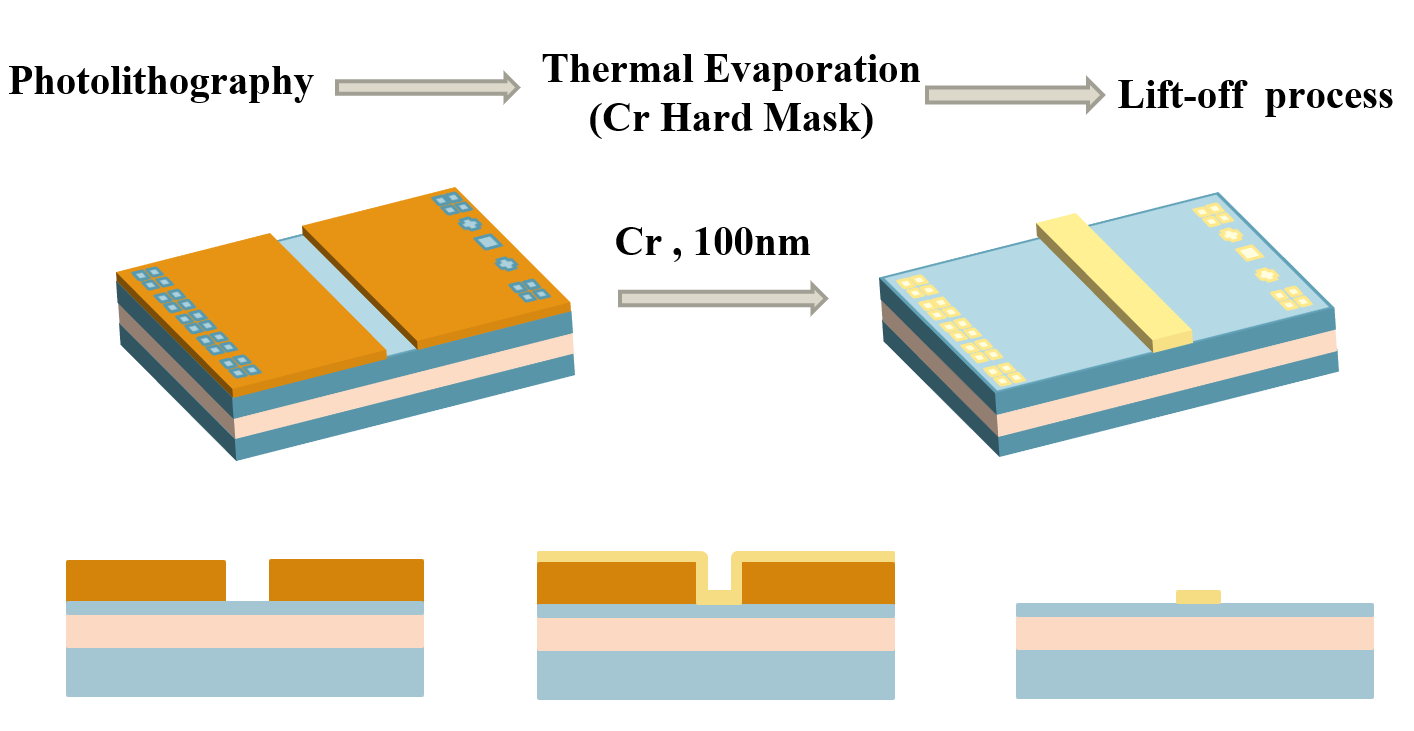 Photolithography
Thermal Evaporation
(Cr Hard Mask)
Lift-off process
Cr , 100nm